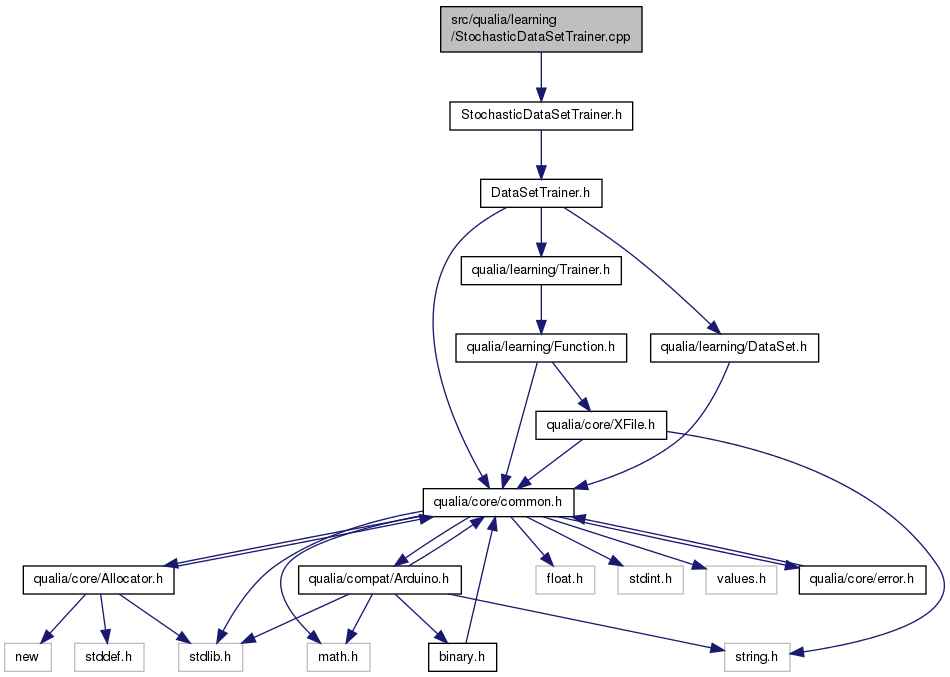 src/qualia/learning
/StochasticDataSetTrainer.cpp
StochasticDataSetTrainer.h
DataSetTrainer.h
qualia/learning/Trainer.h
qualia/learning/Function.h
qualia/learning/DataSet.h
qualia/core/XFile.h
qualia/core/common.h
qualia/core/Allocator.h
qualia/compat/Arduino.h
float.h
stdint.h
values.h
qualia/core/error.h
new
stddef.h
stdlib.h
math.h
binary.h
string.h